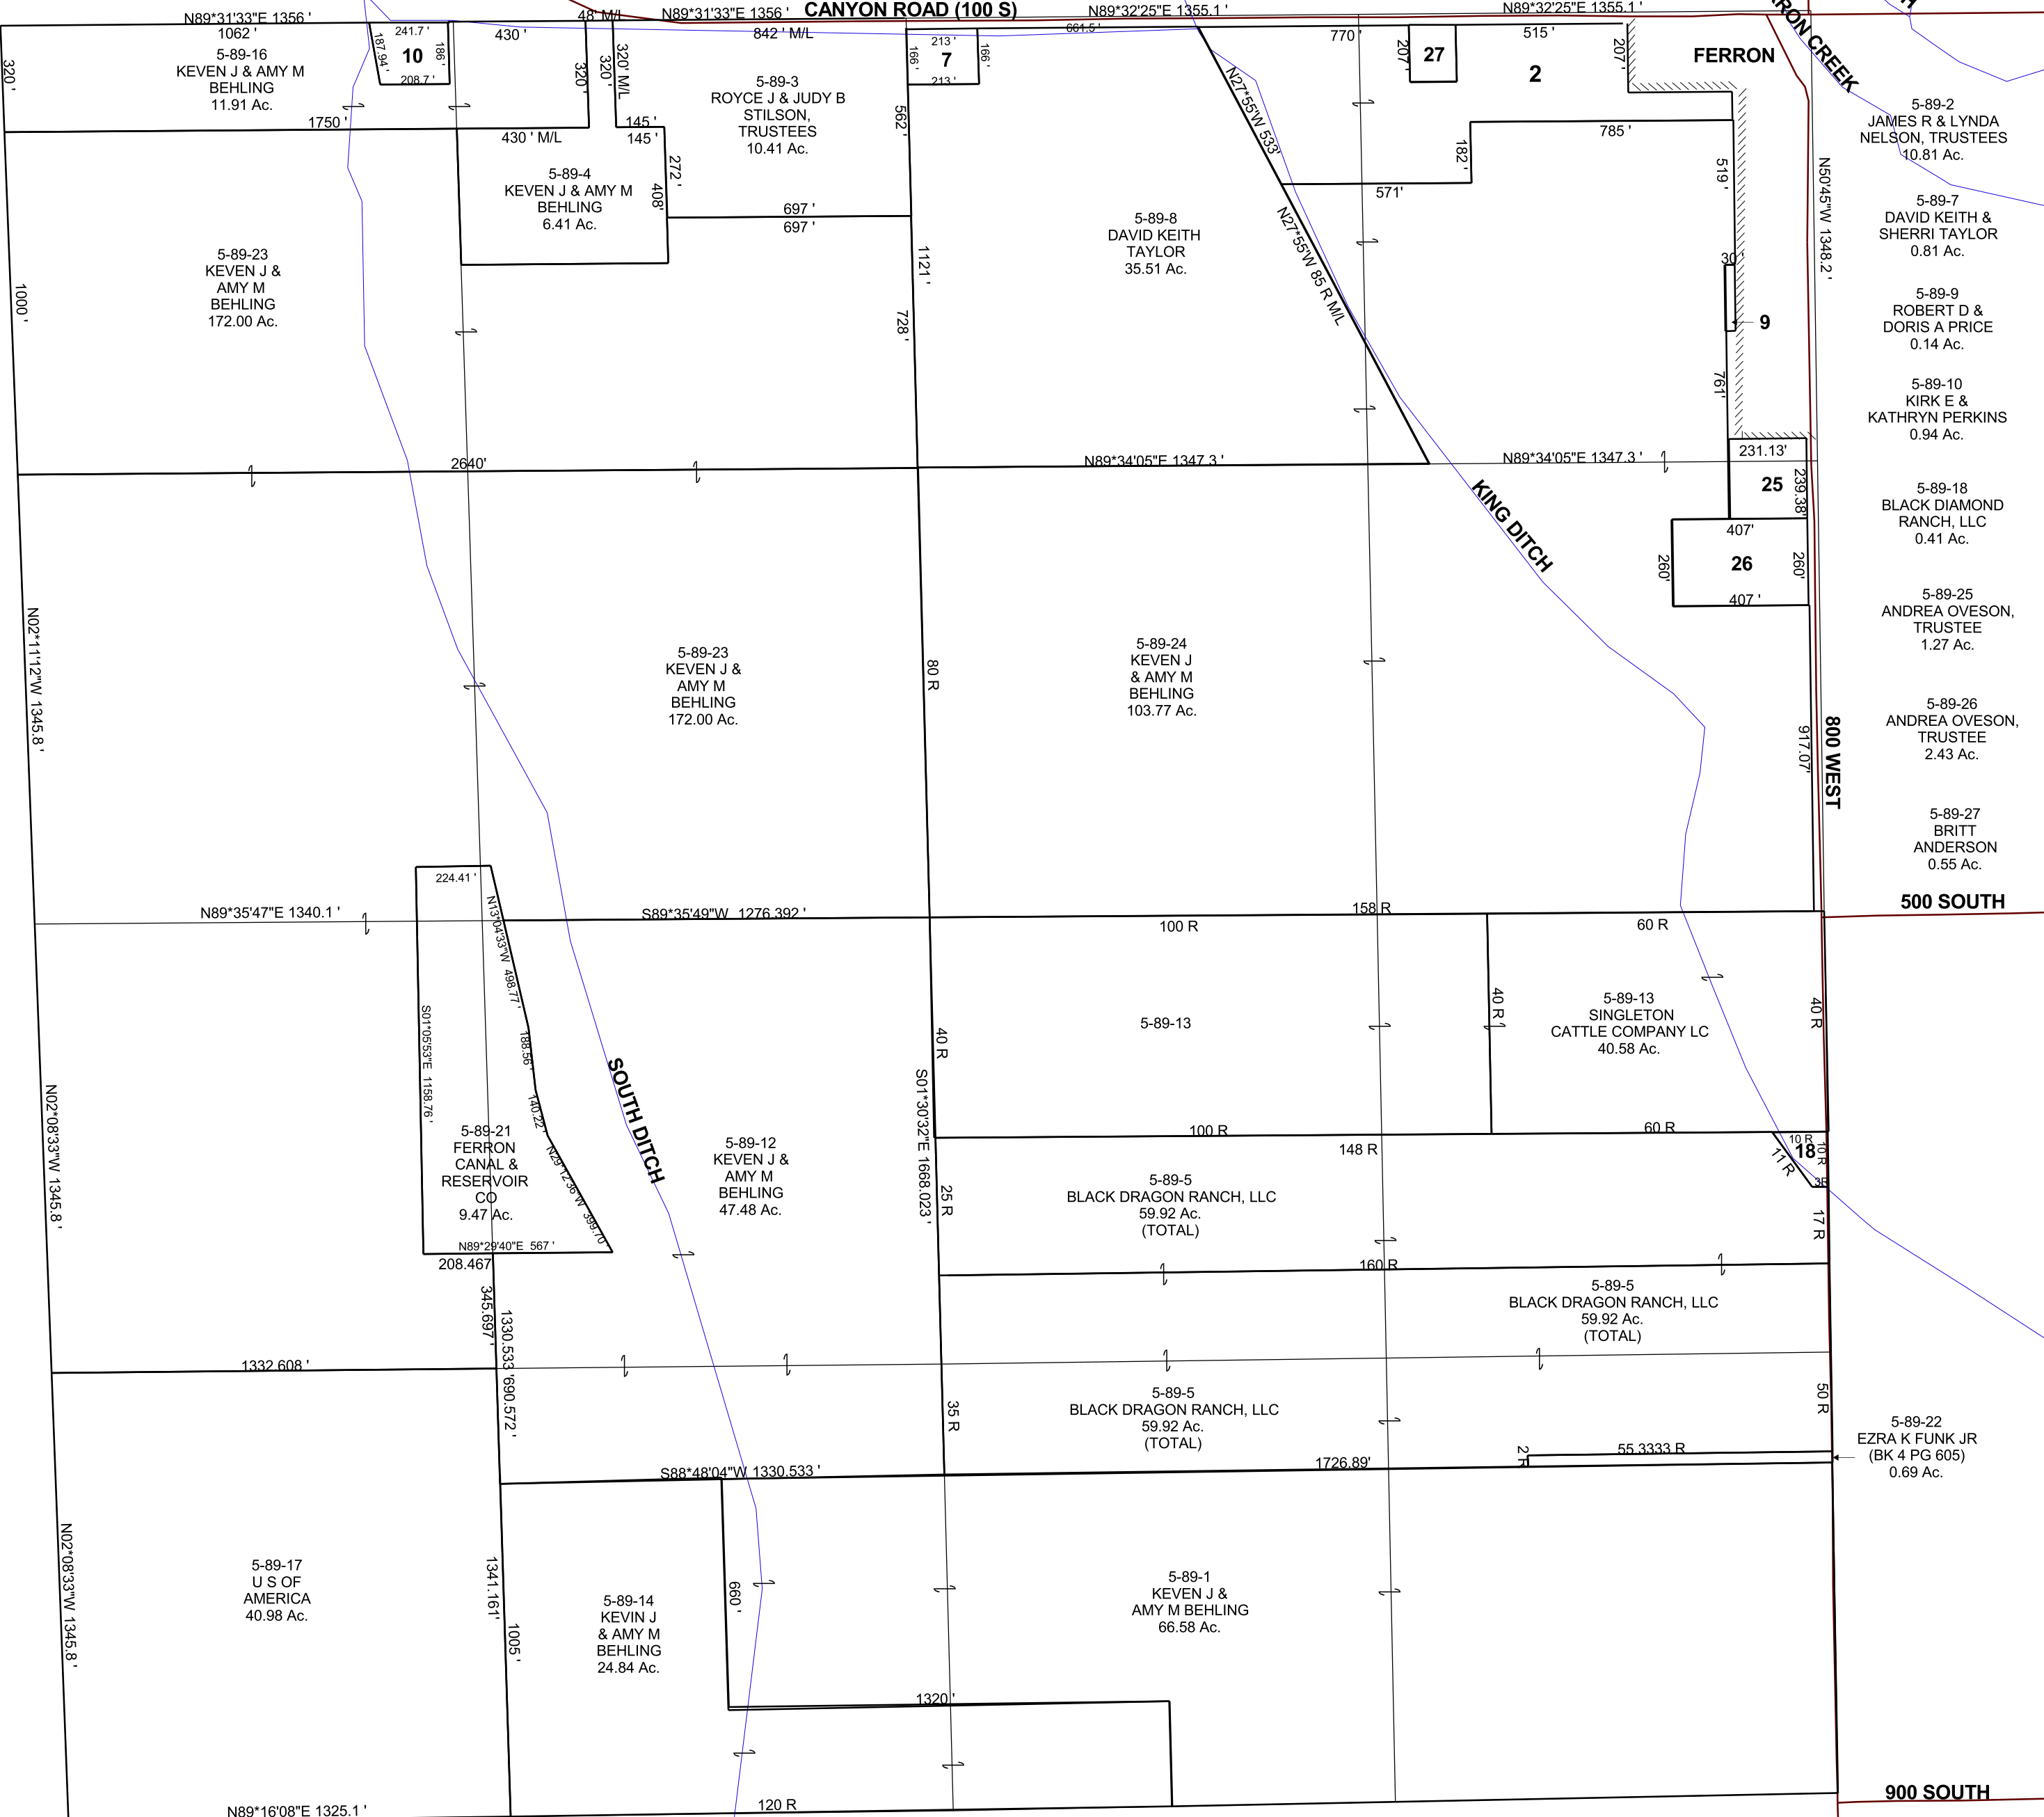 CANYON ROAD (100 S)
N89*31'33"E 1356 '
48' M/L
N89*31'33"E 1356 '
N89*32'25"E 1355.1 '
N89*32'25"E 1355.1 '
1062 '
241.7 '
430 '
842 ' M/L
661.5 '
770 '
515 '
320 '
5-89-16
KEVEN J & AMY M
BEHLING
11.91 Ac.
187.94 '
10
186 '
208.7 '
320 '
320 '
320' M/L
5-89-3
ROYCE J & JUDY B
STILSON,
TRUSTEES
10.41 Ac.
166 '
213 '
7
213 '
166 '
207 '
27
2
207 '
FERRON
RON CREEK
H
1750 '
430 ' M/L
145 '
145 '
562 '
N27*55'W 533'
182 '
785 '
571'
519 '
N50'45"W 1348.2 '
5-89-2
JAMES R & LYNDA
NELSON, TRUSTEES
10.81 Ac.
5-89-4
KEVEN J & AMY M
BEHLING
6.41 Ac.
272 '
408'
697 '
697 '
5-89-8
DAVID KEITH
TAYLOR
35.51 Ac.
N27*55'W 85 R M/L
5-89-7
DAVID KEITH &
SHERRI TAYLOR
0.81 Ac.
5-89-23
KEVEN J &
AMY M
BEHLING
172.00 Ac.
1000 '
1121 '
728 '
30 '
9
761'
5-89-9
ROBERT D &
DORIS A PRICE
0.14 Ac.
5-89-10
KIRK E &
KATHRYN PERKINS
0.94 Ac.
2640'
N89*34'05"E 1347.3 '
N89*34'05"E 1347.3 '
231.13'
25
239.38'
KING DITCH
407'
260'
26
260'
407 '
5-89-18
BLACK DIAMOND
RANCH, LLC
0.41 Ac.
5-89-25
ANDREA OVESON,
TRUSTEE
1.27 Ac.
N02*11'12"W 1345.8 '
5-89-23
KEVEN J &
AMY M
BEHLING
172.00 Ac.
80 R
5-89-24
KEVEN J
& AMY M
BEHLING
103.77 Ac.
917.07'
800 WEST
5-89-26
ANDREA OVESON,
TRUSTEE
2.43 Ac.
5-89-27
BRITT
ANDERSON
0.55 Ac.
224.41 '
N89*35'47"E 1340.1 '
N13*04'33"W 498.77 '
S89*35'49"W 1276.392 '
158 R
100 R
60 R
500 SOUTH
S01*05'53"E 1158.76 '
188.56'
140.22'
N29*12'36"W 399.70 '
40 R
5-89-13
40 R
5-89-13
SINGLETON
CATTLE COMPANY LC
40.58 Ac.
40 R
N02*08'33"W 1345.8 '
5-89-21
FERRON
CANAL &
RESERVOIR
CO
9.47 Ac.
SOUTH DITCH
5-89-12
KEVEN J &
AMY M
BEHLING
47.48 Ac.
S01*30'32"E 1668.023 '
100 R
60 R
148 R
10 R
18
10 R
11 R
3R
25 R
5-89-5
BLACK DRAGON RANCH, LLC
59.92 Ac.
(TOTAL)
17 R
N89*29'40"E 567 '
208.467
160 R
345.697 '
1330.533 '
5-89-5
BLACK DRAGON RANCH, LLC
59.92 Ac.
(TOTAL)
1332.608 '
690.572 '
35 R
5-89-5
BLACK DRAGON RANCH, LLC
59.92 Ac.
(TOTAL)
50 R
5-89-22
EZRA K FUNK JR
(BK 4 PG 605)
0.69 Ac.
S88*48'04"W 1330.533 '
1726.89'
2 R
55.3333 R
N02*08'33"W 1345.8 '
5-89-17
U S OF
AMERICA
40.98 Ac.
1341.161'
1005 '
5-89-14
KEVIN J
& AMY M
BEHLING
24.84 Ac.
660 '
5-89-1
KEVEN J &
AMY M BEHLING
66.58 Ac.
1320 '
N89*16'08"E 1325.1 '
120 R
900 SOUTH